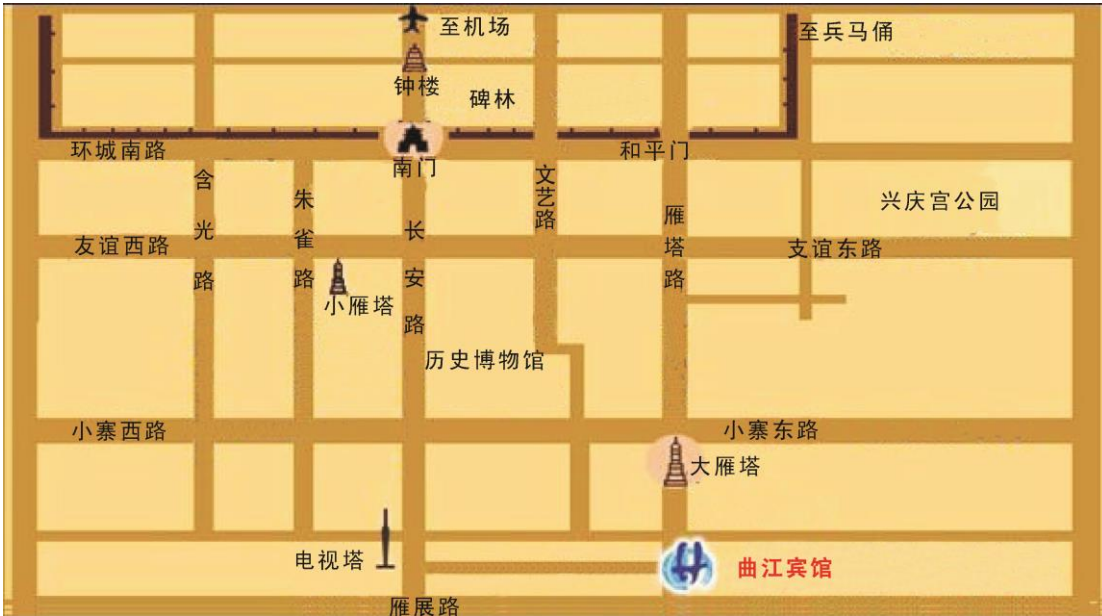 至机场
至兵马俑
钟楼
碑林
环城南路
和平门
南门
含光路
朱雀路
长安路
文艺路
雁塔路
兴庆宫公园
友谊西路
支谊东路
小雁塔
历史博物馆
小寨西路
小寨东路
大雁塔
电视塔
曲江宾馆
雁展路